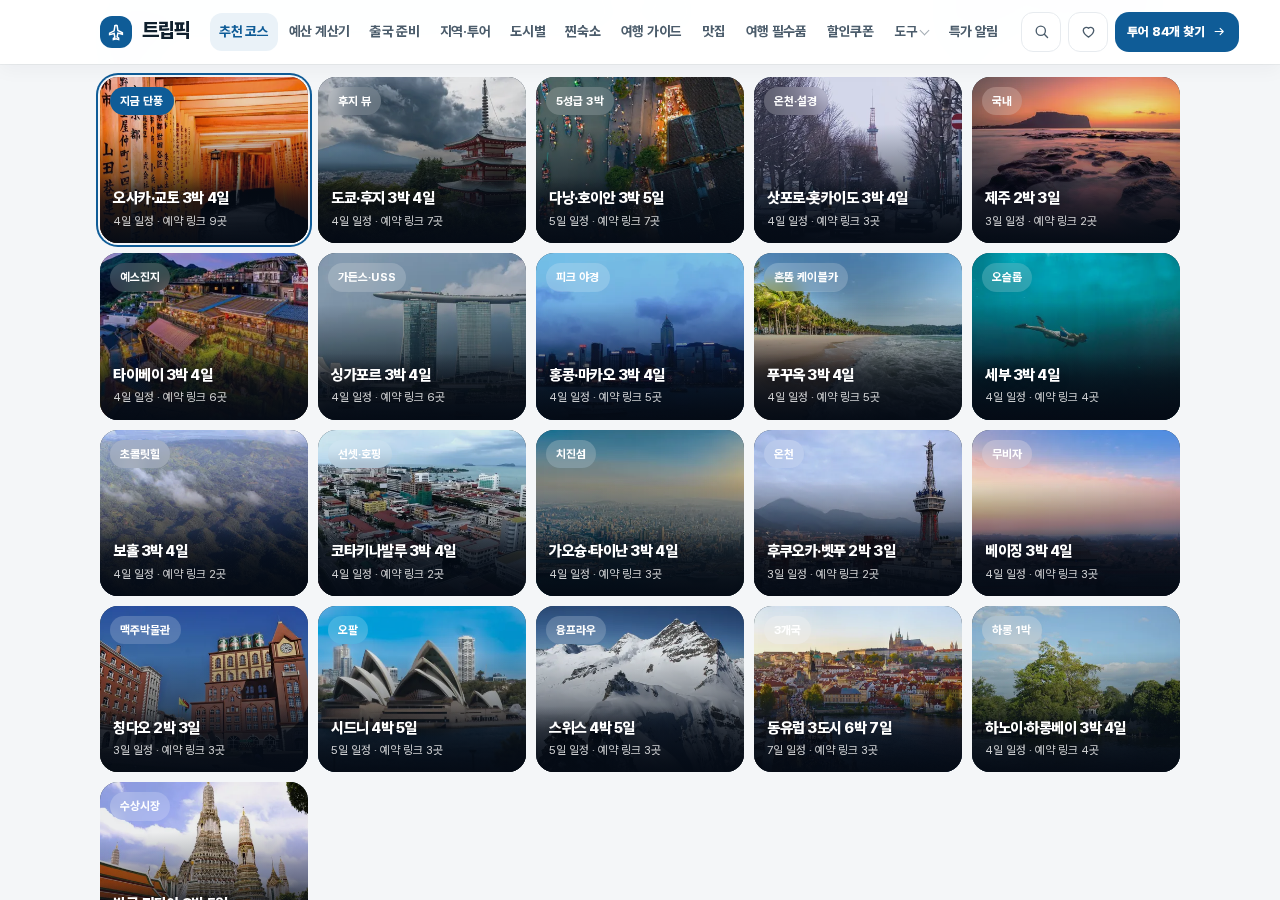 트립픽
추천 코스
예산 계산기
출국 준비
지역·투어
도시별
찐숙소
여행 가이드
맛집
여행 필수품
할인쿠폰
도구
특가 알림
투어 84개 찾기 →
지금 단풍
오사카·교토 3박 4일
4일 일정 · 예약 링크 9곳
후지 뷰
도쿄·후지 3박 4일
4일 일정 · 예약 링크 7곳
5성급 3박
다낭·호이안 3박 5일
5일 일정 · 예약 링크 7곳
온천·설경
삿포로·홋카이도 3박 4일
4일 일정 · 예약 링크 3곳
국내
제주 2박 3일
3일 일정 · 예약 링크 2곳
예스진지
타이베이 3박 4일
4일 일정 · 예약 링크 6곳
가든스·USS
싱가포르 3박 4일
4일 일정 · 예약 링크 6곳
피크 야경
홍콩·마카오 3박 4일
4일 일정 · 예약 링크 5곳
혼똠 케이블카
푸꾸옥 3박 4일
4일 일정 · 예약 링크 5곳
오슬롭
세부 3박 4일
4일 일정 · 예약 링크 4곳
초콜릿힐
보홀 3박 4일
4일 일정 · 예약 링크 2곳
선셋·호핑
코타키나발루 3박 4일
4일 일정 · 예약 링크 2곳
치진섬
가오슝·타이난 3박 4일
4일 일정 · 예약 링크 3곳
온천
후쿠오카·벳푸 2박 3일
3일 일정 · 예약 링크 2곳
무비자
베이징 3박 4일
4일 일정 · 예약 링크 3곳
맥주박물관
칭다오 2박 3일
3일 일정 · 예약 링크 3곳
오팔
시드니 4박 5일
5일 일정 · 예약 링크 3곳
융프라우
스위스 4박 5일
5일 일정 · 예약 링크 3곳
3개국
동유럽 3도시 6박 7일
7일 일정 · 예약 링크 3곳
하롱 1박
하노이·하롱베이 3박 4일
4일 일정 · 예약 링크 4곳
수상시장